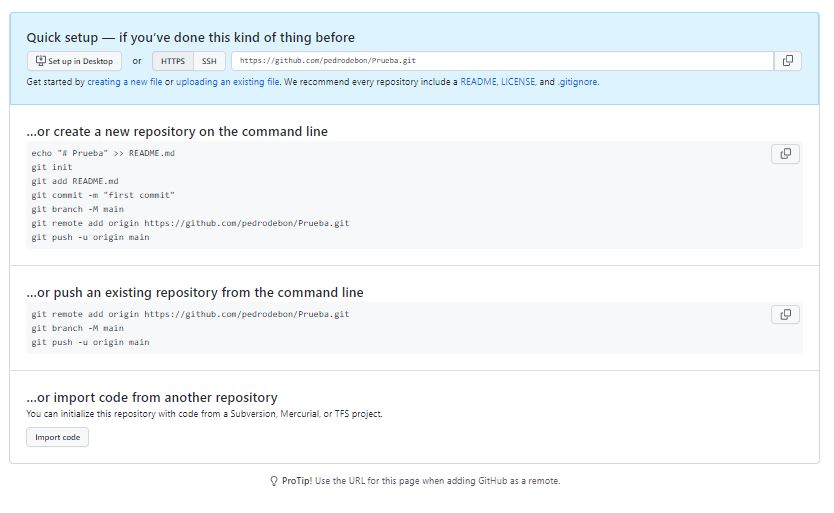 Quick setup — if you've done this kind of thing before
Set up in Desktop or HTTPS SSH https://github.com/pedrodebon/Prueba.git
Get started by creating a new file or uploading an existing file. We recommend every repository include a README, LICENSE, and .gitignore.
...or create a new repository on the command line
echo "# Prueba" >> README.md
git init
git add README.md
git commit -m "first commit"
git branch -M main
git remote add origin https://github.com/pedrodebon/Prueba.git
git push -u origin main
...or push an existing repository from the command line
git remote add origin https://github.com/pedrodebon/Prueba.git
git branch -M main
git push -u origin main
...or import code from another repository
You can initialize this repository with code from a Subversion, Mercurial, or TFS project.
Import code
ProTip! Use the URL for this page when adding GitHub as a remote.